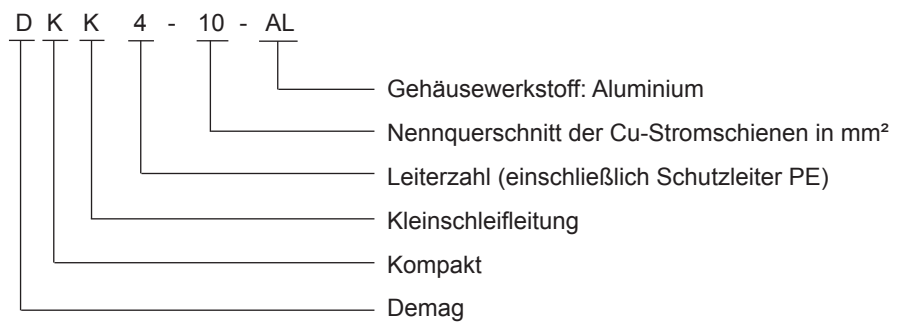 D K K 4 - 10 - AL
Gehäusewerkstoff: Aluminium
Nennquerschnitt der Cu-Stromschienen in mm²
Leiterzahl (einschließlich Schutzleiter PE)
Kleinschleifleitung
Kompakt
Demag